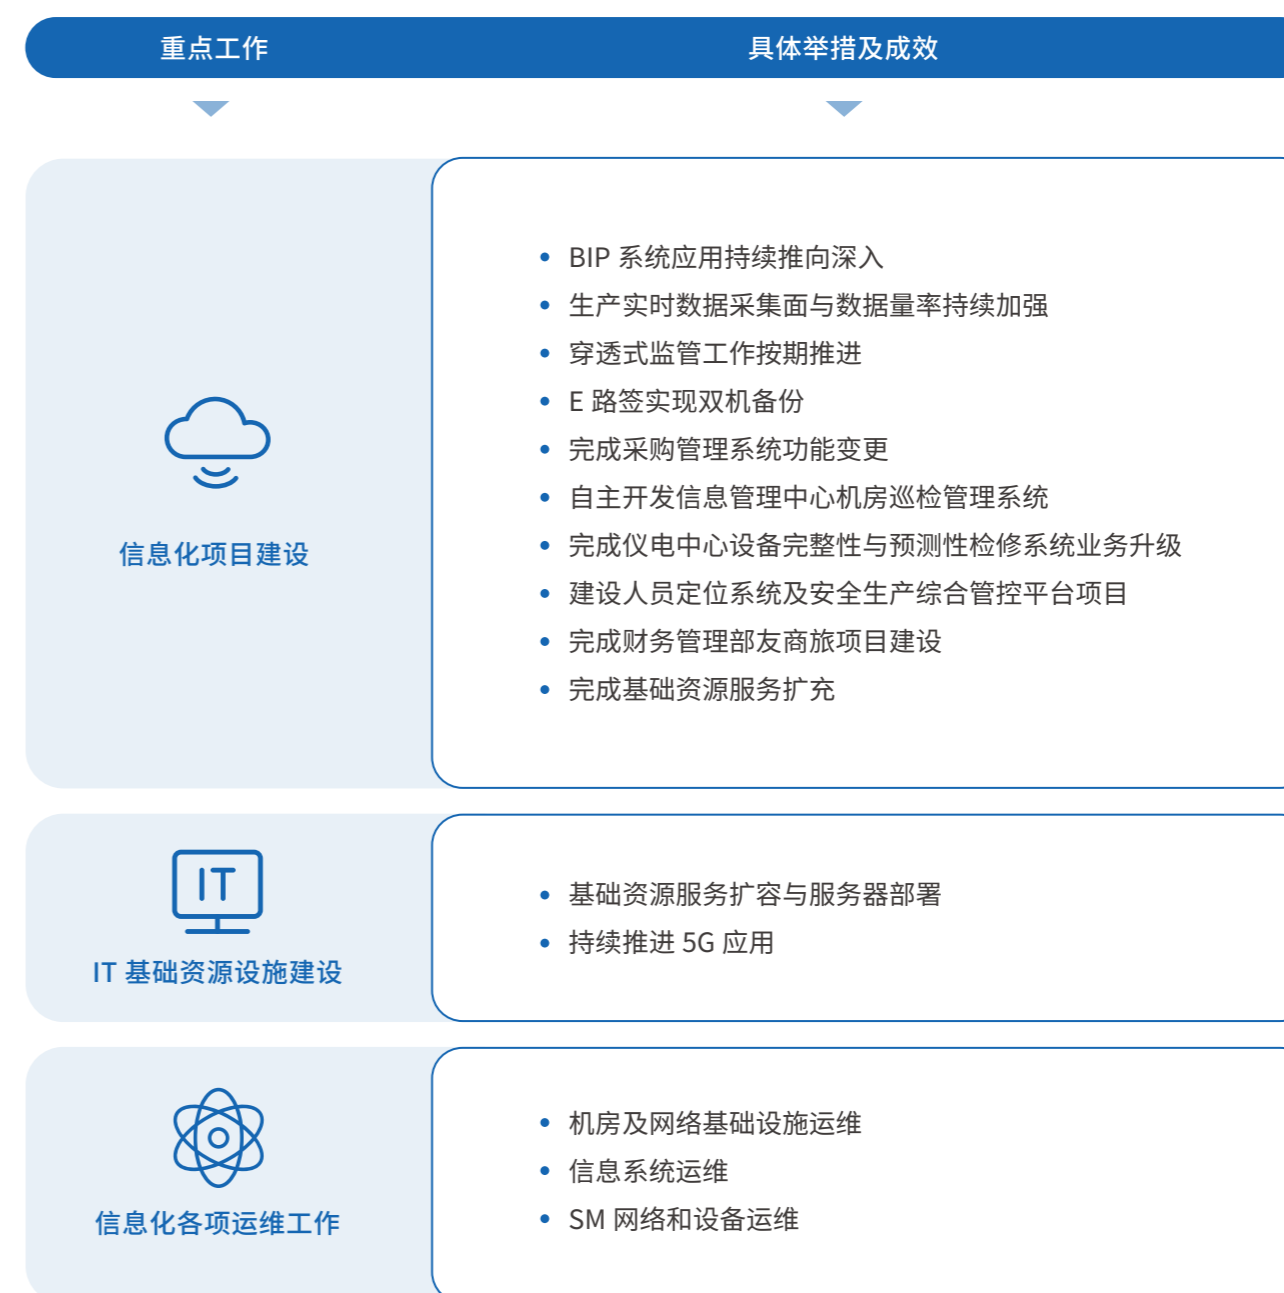 重点工作
具体举措及成效
信息化项目建设
BIP 系统应用持续推向深入
生产实时数据采集面与数据量率持续加强
穿透式监管工作按期推进
E 路签实现双机备份
完成采购管理系统功能变更
自主开发信息管理中心机房巡检管理系统
完成仪电中心设备完整性与预测性检修系统业务升级
建设人员定位系统及安全生产综合管控平台项目
完成财务管理部友商旅项目建设
完成基础资源服务扩充
IT
IT 基础资源设施建设
基础资源服务扩容与服务器部署
持续推进 5G 应用
信息化各项运维工作
机房及网络基础设施运维
信息系统运维
SM 网络和设备运维